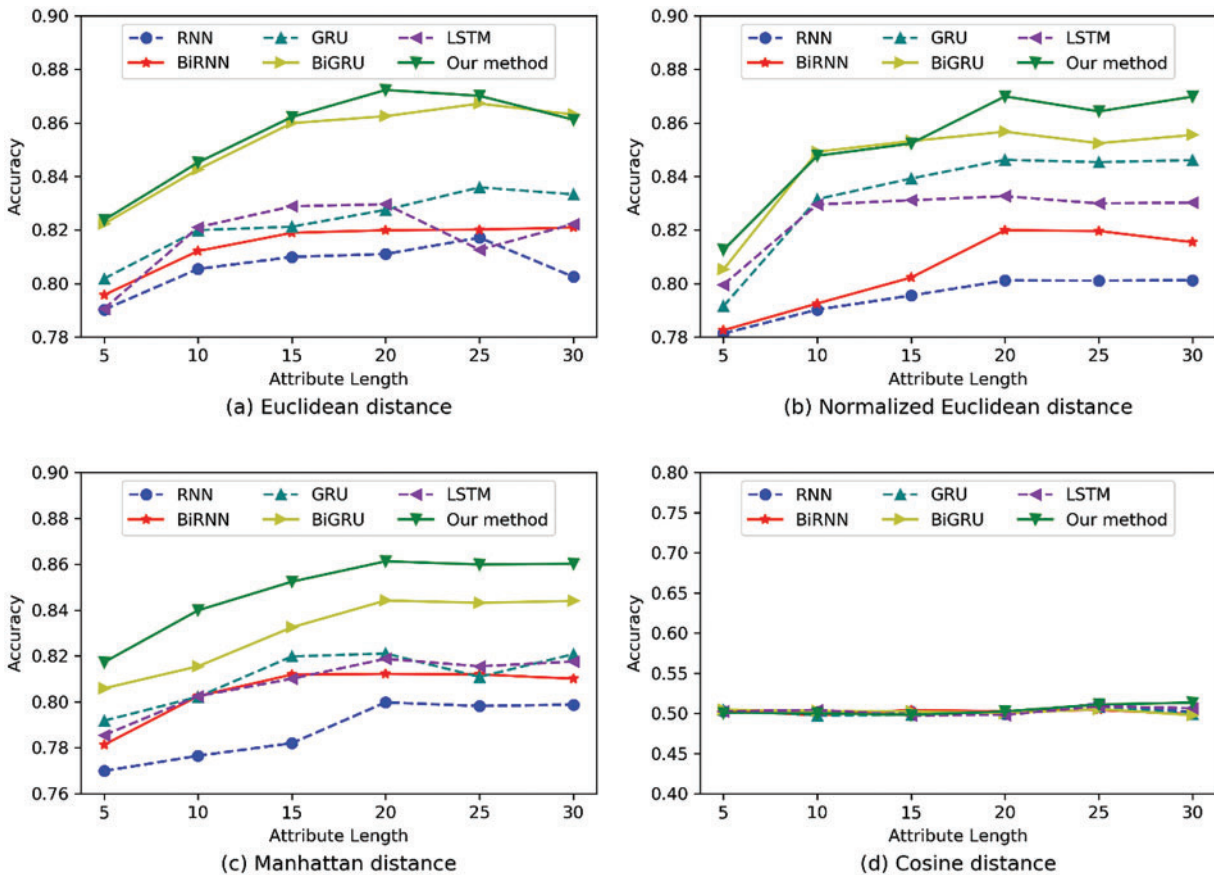 0.90
0.88
0.86
0.84
0.82
0.80
0.78
Accuracy
RNN GRU LSTM
BiRNN BiGRU Our method
5 10 15 20 25 30
Attribute Length
(a) Euclidean distance
0.90
0.88
0.86
0.84
0.82
0.80
0.78
Accuracy
RNN GRU LSTM
BiRNN BiGRU Our method
5 10 15 20 25 30
Attribute Length
(b) Normalized Euclidean distance
0.90
0.88
0.86
0.84
0.82
0.80
0.78
0.76
Accuracy
RNN GRU LSTM
BiRNN BiGRU Our method
5 10 15 20 25 30
Attribute Length
(c) Manhattan distance
0.80
0.75
0.70
0.65
0.60
0.55
0.50
0.45
0.40
Accuracy
RNN GRU LSTM
BiRNN BiGRU Our method
5 10 15 20 25 30
Attribute Length
(d) Cosine distance